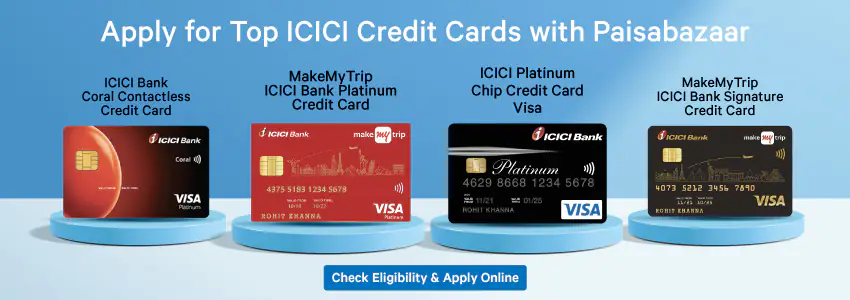 Apply for Top ICICI Credit Cards with Paisabazaar
ICICI Bank
Coral Contactless
Credit Card
ICICI Bank
Coral
VISA
Platinum
MakeMyTrip
ICICI Bank Platinum
Credit Card
ICICI Bank
make my trip
4375 5183 1234 5678
ROHIT KHANNA
VISA
Platinum
ICICI Platinum
Chip Credit Card
Visa
ICICI Bank
Platinum
4629 8668 1234 5678
11/21
01/25
ROHIT KHANNA
VISA
MakeMyTrip
ICICI Bank Signature
Credit Card
ICICI Bank
make my trip
4073 5212 3456 7890
ROHIT KHANNA
VISA
Check Eligibility & Apply Online